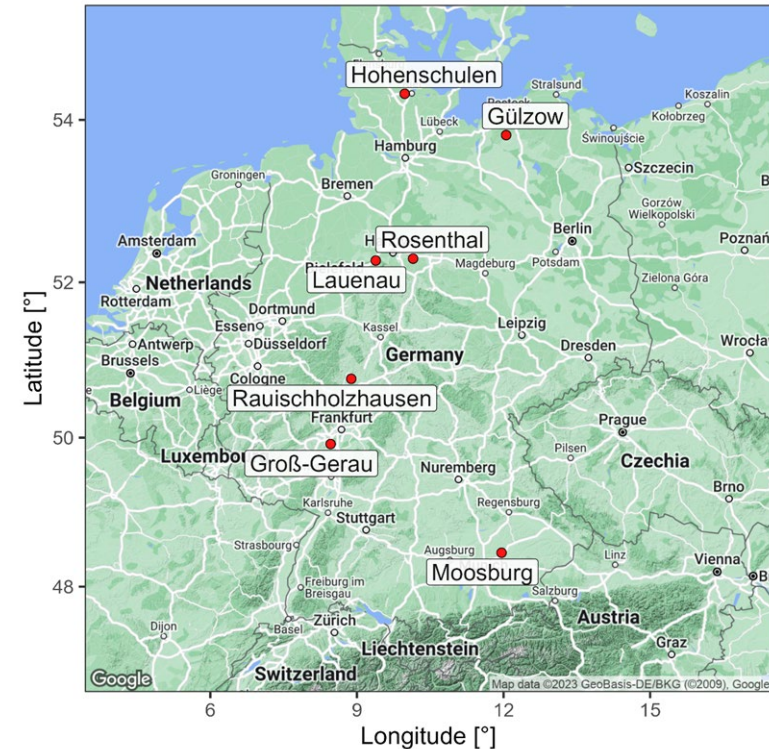 Hohenschulen
Stralsund
Koszalin
Gülzow
Kołobrzeg
54
Lübeck
Świnoujście
Hamburg
Szczecin
Groningen
Bremen
Gorzów
Wielkopolski
Amsterdam
Rosenthal
Berlin
Poznań
Netherlands
Lauenau
Magdeburg
Potsdam
52
Rotterdam
Zielona Góra
Dortmund
Essen
Kassel
Leipzig
Antwerp
Düsseldorf
Germany
Dresden
Wrocław
Brussels
Cologne
Liège
Belgium
Rauischholzhausen
Frankfurt
Prague
50
Luxembou
Groß-Gerau
Nuremberg
Pilsen
Czechia
Brno
Karlsruhe
Regensburg
Stuttgart
Strasbourg
Augsburg
Linz
Vienna
Moosburg
48
Freiburg im
Breisgau
Salzburg
Zürich
Austria
Dijon
Basel
Liechtenstein
Graz
Switzerland
Google
Map data ©2023 GeoBasis-DE/BKG (©2009), Google
6
9
12
15
Longitude [°]
Latitude [°]